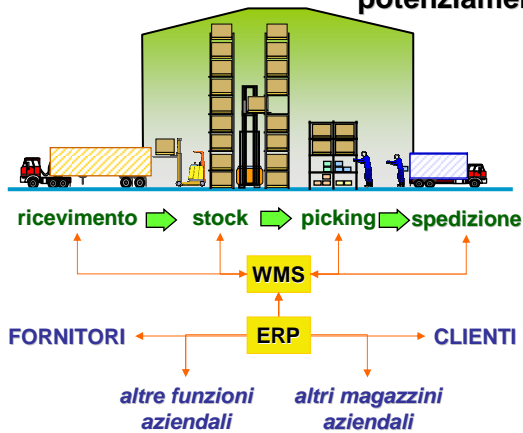 ricevimento stock picking spedizione
WMS
FORNITORI ERP CLIENTI
altre funzioni altri magazzini
aziendali aziendali